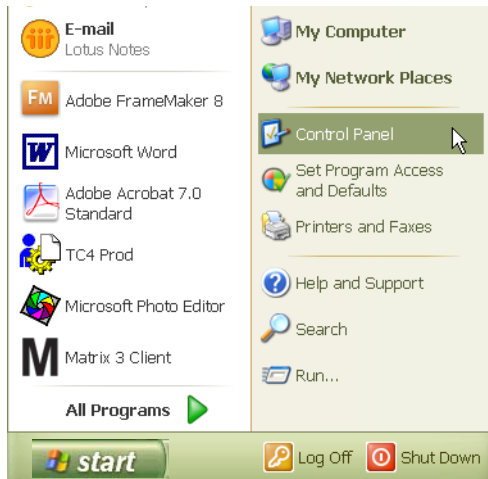 E-mail
Lotus Notes
FM
Adobe FrameMaker 8
W
Microsoft Word
Adobe Acrobat 7.0
Standard
TC4 Prod
Microsoft Photo Editor
M
Matrix 3 Client
All Programs
My Computer
My Network Places
Control Panel
Set Program Access
and Defaults
Printers and Faxes
Help and Support
Search
Run...
start
Log Off
Shut Down